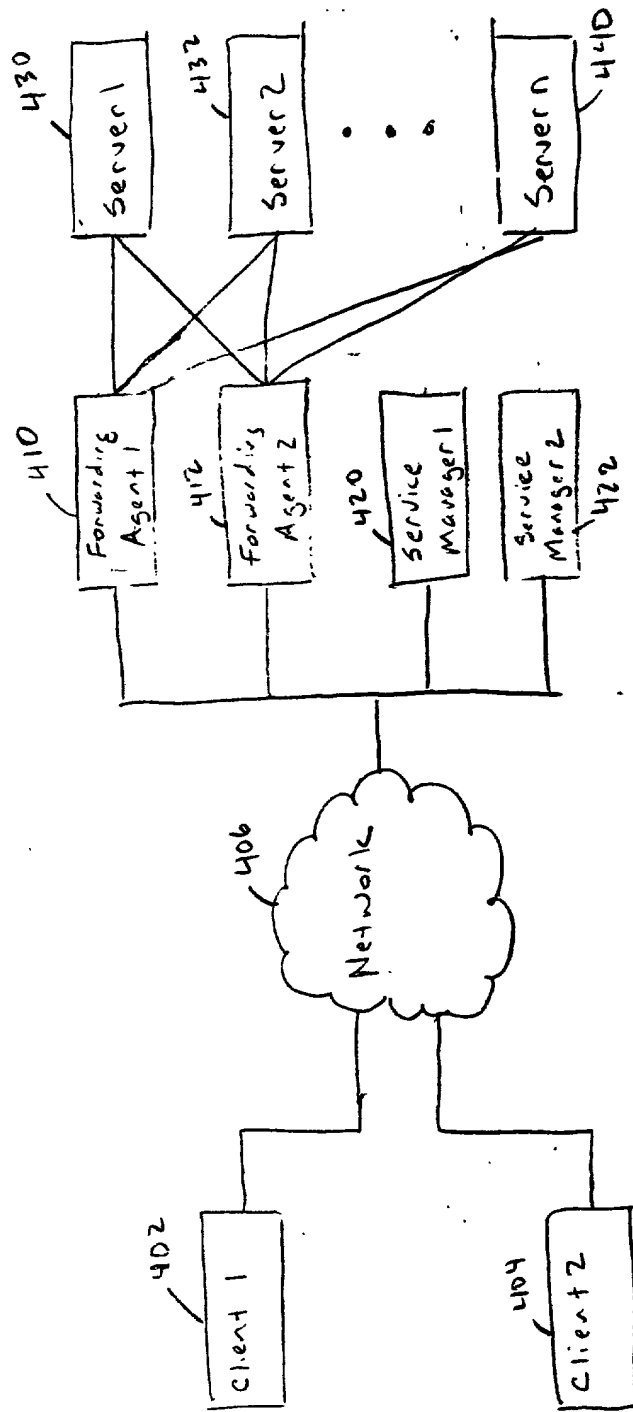 402
Client 1
404
Client 2
406
Network
410
Forwarding
Agent 1
412
Forwarding
Agent 2
420
Service
Manager 1
Service
Manager 2
422
430
Server 1
432
Server 2
Server n
440